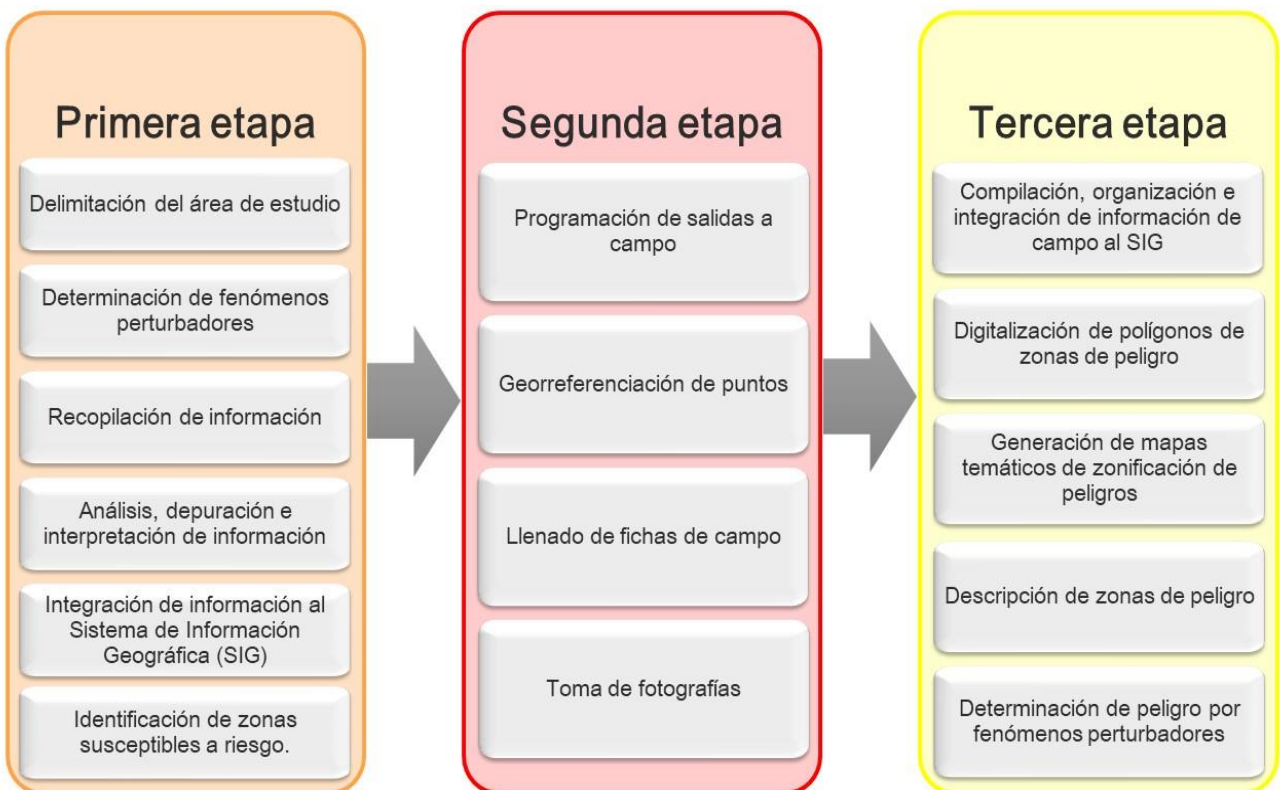 Primera etapa
Delimitación del área de estudio
Determinación de fenómenos
perturbadores
Recopilación de información
Análisis, depuración e
interpretación de información
Integración de información al
Sistema de Información
Geográfica (SIG)
Identificación de zonas
susceptibles a riesgo.
Segunda etapa
Programación de salidas a
campo
Georreferenciación de puntos
Llenado de fichas de campo
Toma de fotografías
Tercera etapa
Compilación, organización e
integración de información de
campo al SIG
Digitalización de polígonos de
zonas de peligro
Generación de mapas
temáticos de zonificación de
peligros
Descripción de zonas de peligro
Determinación de peligro por
fenómenos perturbadores